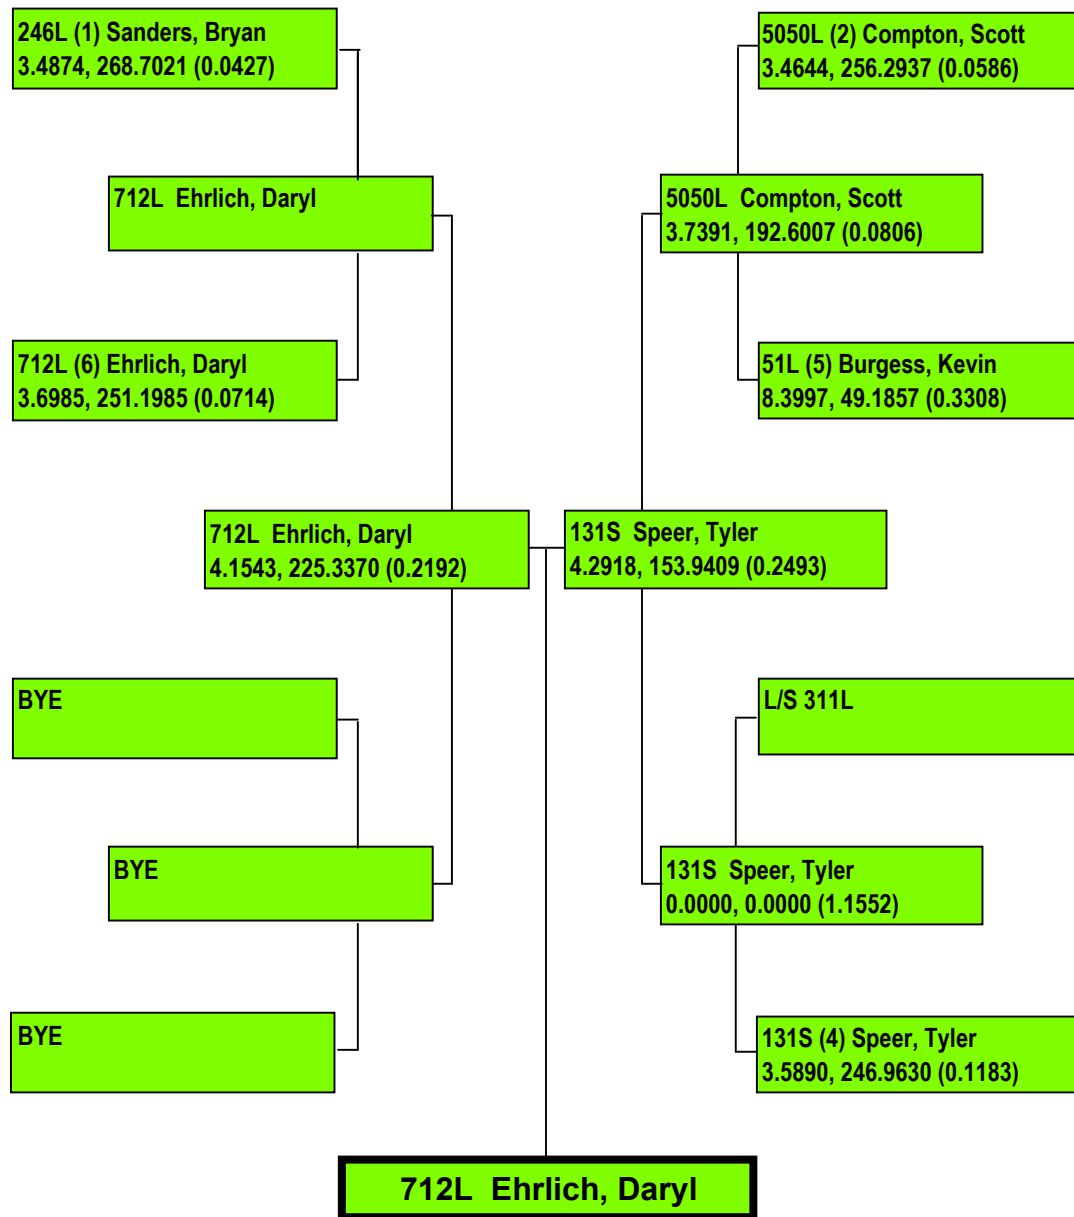 246L (1) Sanders, Bryan
3.4874, 268.7021 (0.0427)
5050L (2) Compton, Scott
3.4644, 256.2937 (0.0586)
712L Ehrlich, Daryl
5050L Compton, Scott
3.7391, 192.6007 (0.0806)
712L (6) Ehrlich, Daryl
3.6985, 251.1985 (0.0714)
51L (5) Burgess, Kevin
8.3997, 49.1857 (0.3308)
712L Ehrlich, Daryl
4.1543, 225.3370 (0.2192)
131S Speer, Tyler
4.2918, 153.9409 (0.2493)
BYE
L/S 311L
BYE
131S Speer, Tyler
0.0000, 0.0000 (1.1552)
BYE
131S (4) Speer, Tyler
3.5890, 246.9630 (0.1183)
712L Ehrlich, Daryl